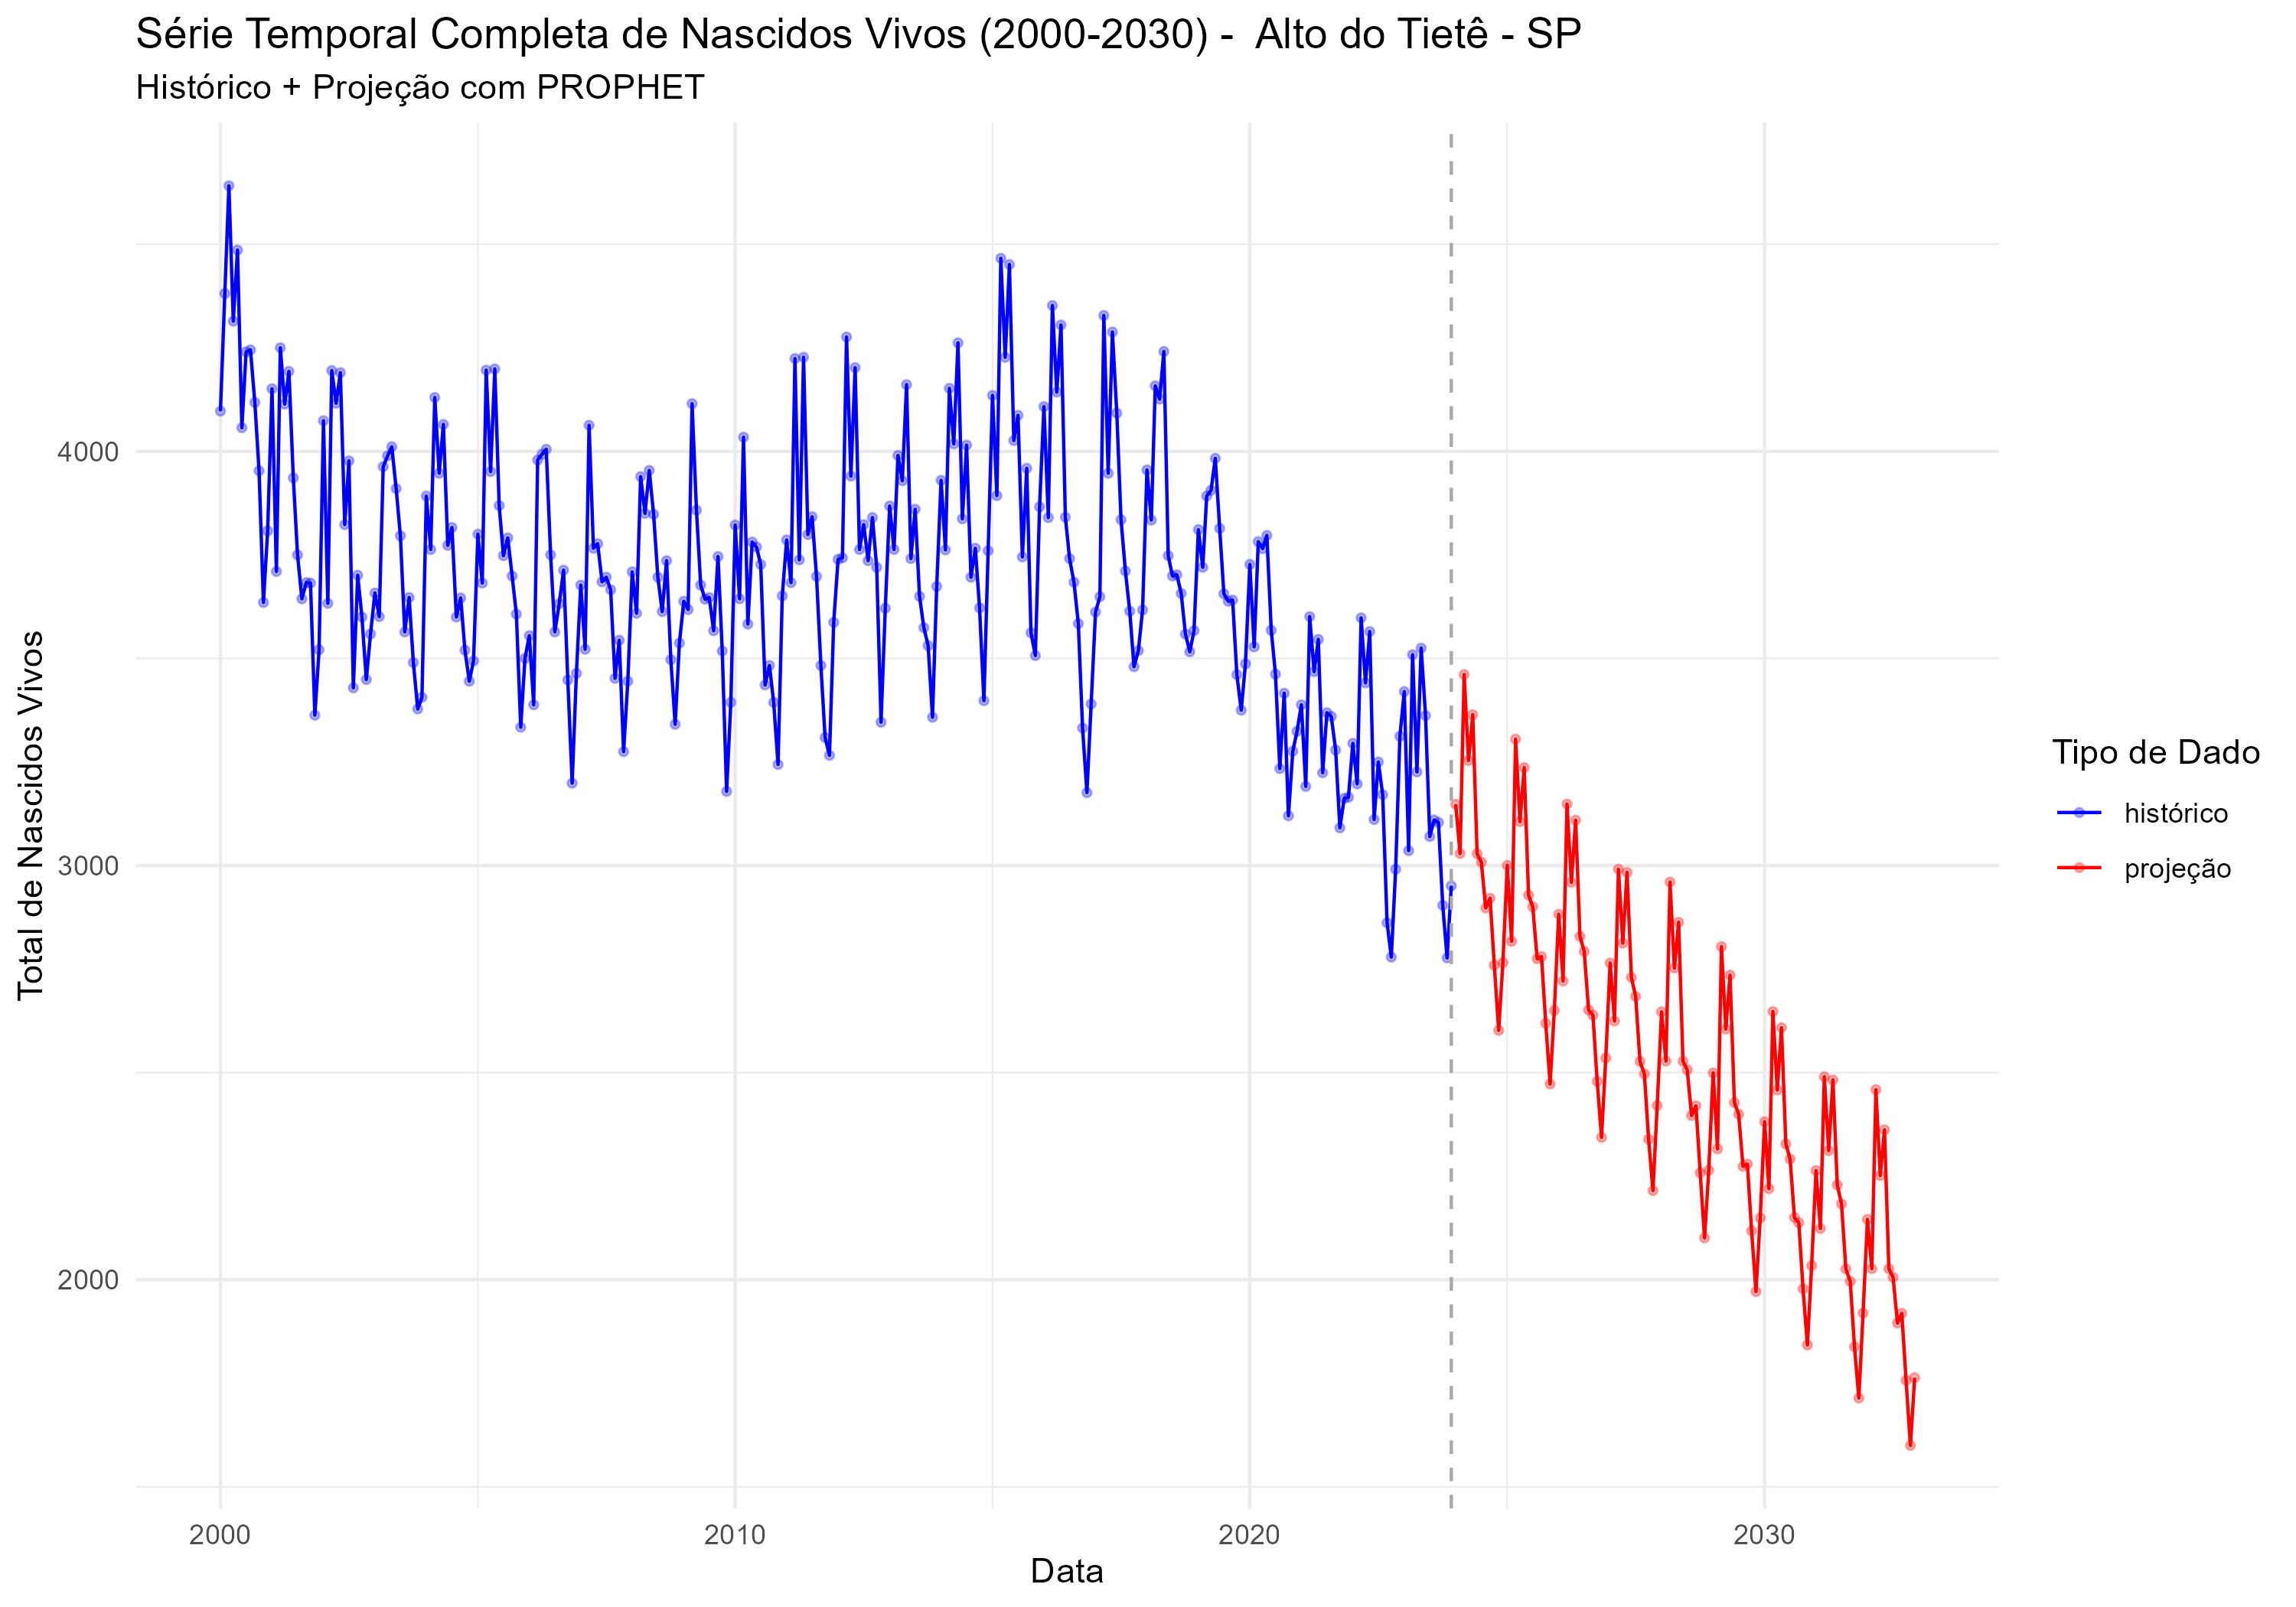 Série Temporal Completa de Nascidos Vivos (2000-2030) -  Alto do Tietê - SP
Histórico + Projeção com PROPHET
Total de Nascidos Vivos
4000
3000
2000
2000
2010
2020
2030
Data
Tipo de Dado
histórico
projeção